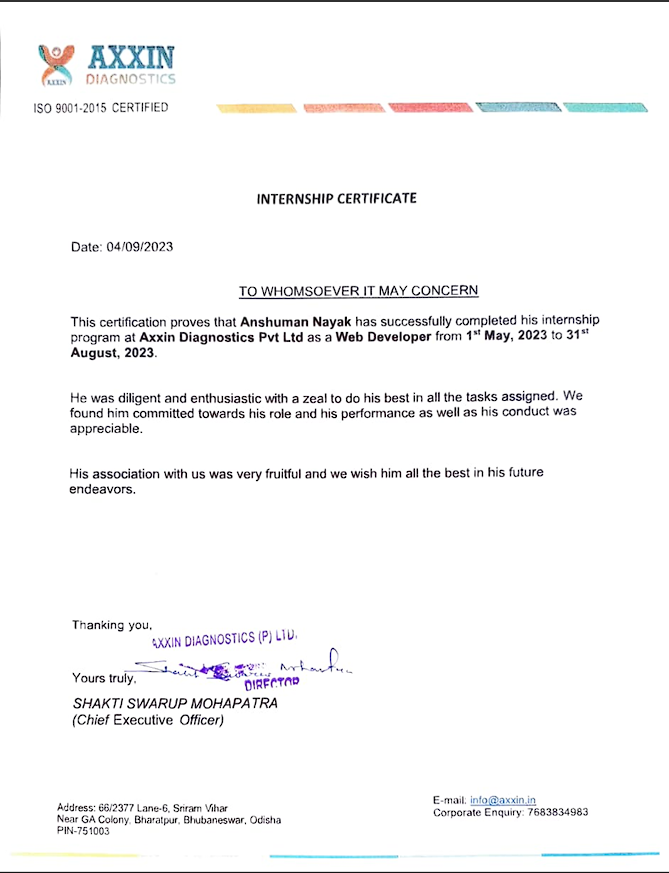 AXXIN
AXXIN
DIAGNOSTICS
ISO 9001-2015 CERTIFIED
INTERNSHIP CERTIFICATE
Date: 04/09/2023
TO WHOMSOEVER IT MAY CONCERN
This certification proves that Anshuman Nayak has successfully completed his internship
program at Axxin Diagnostics Pvt Ltd as a Web Developer from 1st May, 2023 to 31st
August, 2023.
He was diligent and enthusiastic with a zeal to do his best in all the tasks assigned. We
found him committed towards his role and his performance as well as his conduct was
appreciable.
His association with us was very fruitful and we wish him all the best in his future
endeavors.
Thanking you,
AXXIN DIAGNOSTICS (P) LTD.
Yours truly,
DIRECTOR
SHAKTI SWARUP MOHAPATRA
(Chief Executive Officer)
Address: 66/2377 Lane-6, Sriram Vihar
Near GA Colony, Bharatpur, Bhubaneswar, Odisha
PIN-751003
E-mail: info@axxin.in
Corporate Enquiry: 7683834983